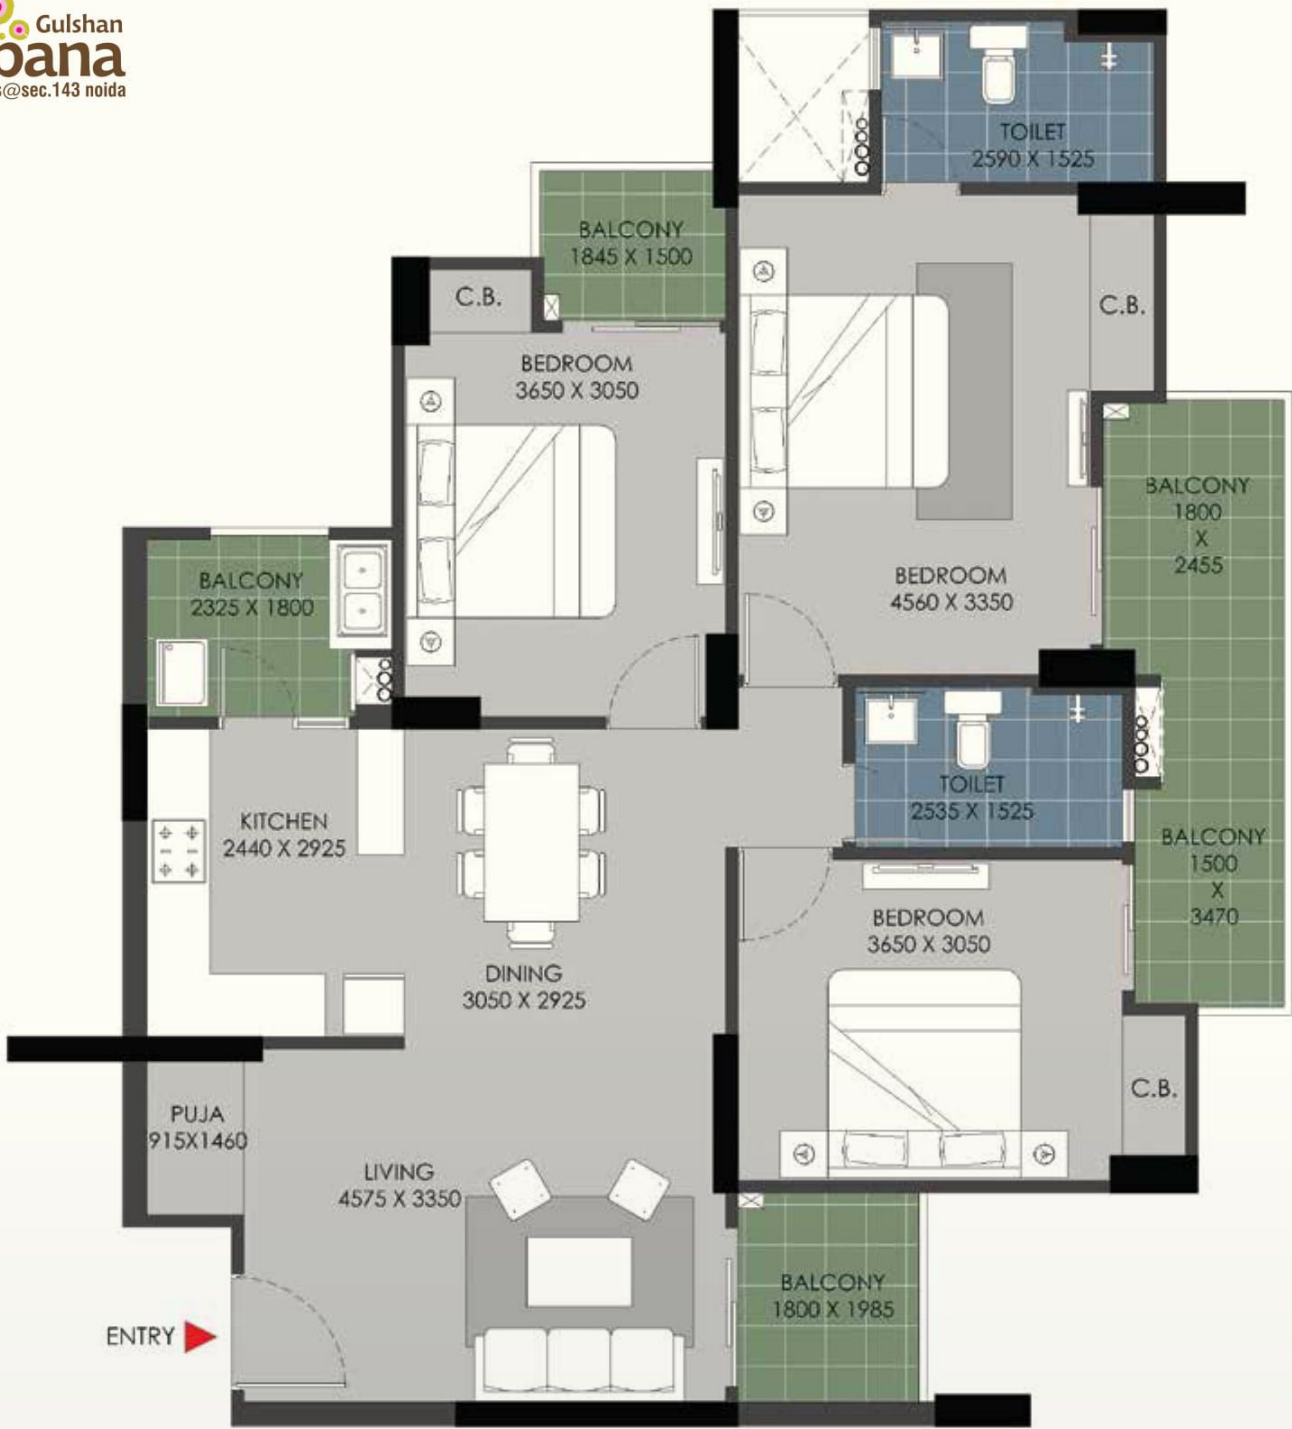 Gulshan
s@sec.143 noida
TOILET
2590 X 1525
BALCONY
1845 X 1500
C.B.
C.B.
BEDROOM
3650 X 3050
BALCONY
1800
X
2455
BALCONY
2325 X 1800
BEDROOM
4560 X 3350
TOILET
2535 X 1525
KITCHEN
2440 X 2925
BALCONY
1500
X
3470
BEDROOM
3650 X 3050
DINING
3050 X 2925
C.B.
PUJA
915X1460
LIVING
4575 X 3350
BALCONY
1800 X 1985
ENTRY